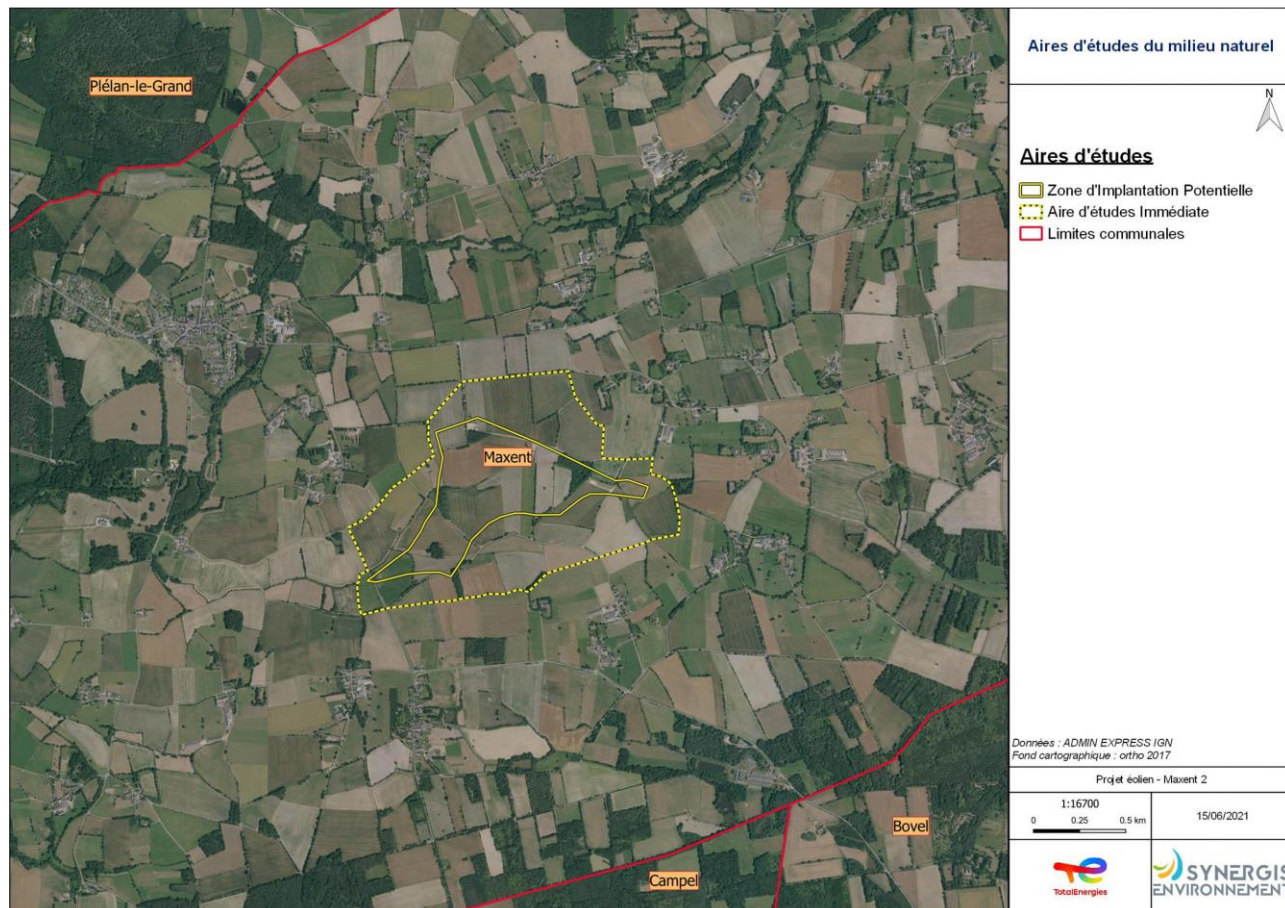 Plélan-le-Grand
Maxent
Campel
Bovel
Aires d'études du milieu naturel
N
Aires d'études
Zone d'Implantation Potentielle
Aire d'études Immédiate
Limites communales
Données : ADMIN EXPRESS IGN
Fond cartographique : ortho 2017
Projet éolien - Maxent 2
1:16700
0 0.25 0.5 km
15/06/2021
TotalEnergies
SYNERGIS
ENVIRONNEMENT